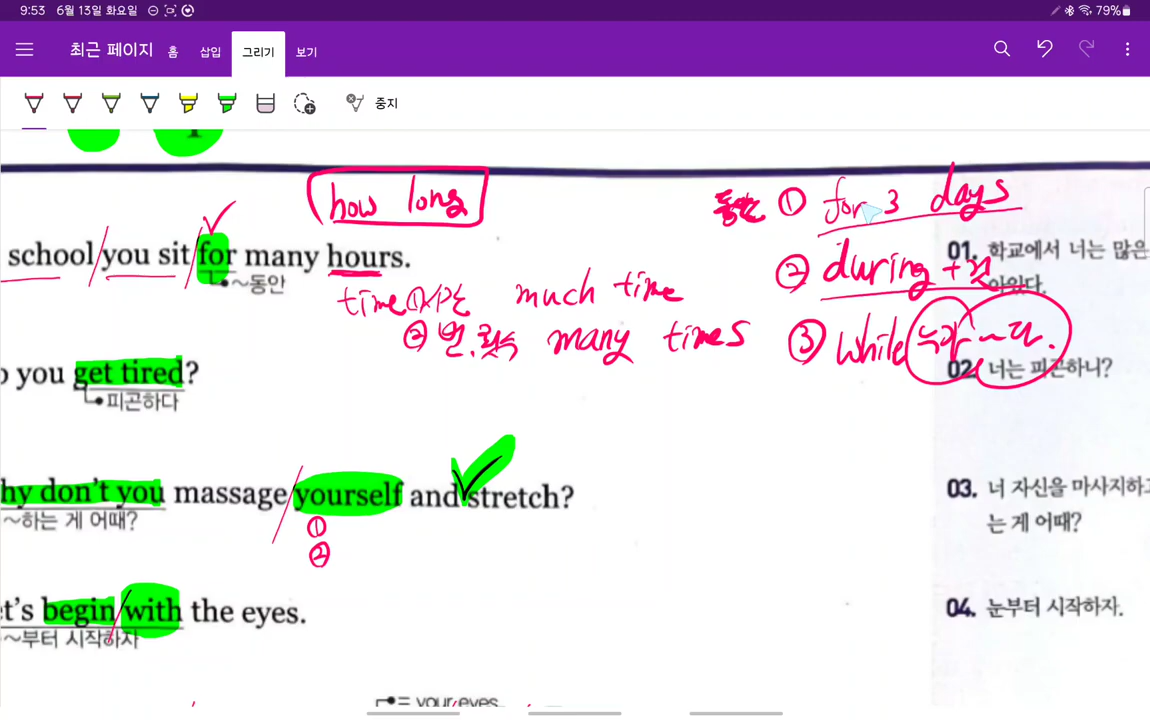 9:53 6월 13일 화요일 79%
최근 페이지 홈 삽입 그리기 보기
중지
how long
동안 ① for 3 days
school you sit for many hours.
~동안
② during + 명
③ while 누가 ~다.
time ①시간 much time
②번, 횟수 many times
01. 학교에서 너는 많은
아있다.
you get tired?
피곤하다
02. 너는 피곤하니?
hy don't you massage yourself and stretch?
~하는 게 어때?
①
②
03. 너 자신을 마사지하고
는 게 어때?
t's begin with the eyes.
~부터 시작하자
04. 눈부터 시작하자.
= your eyes